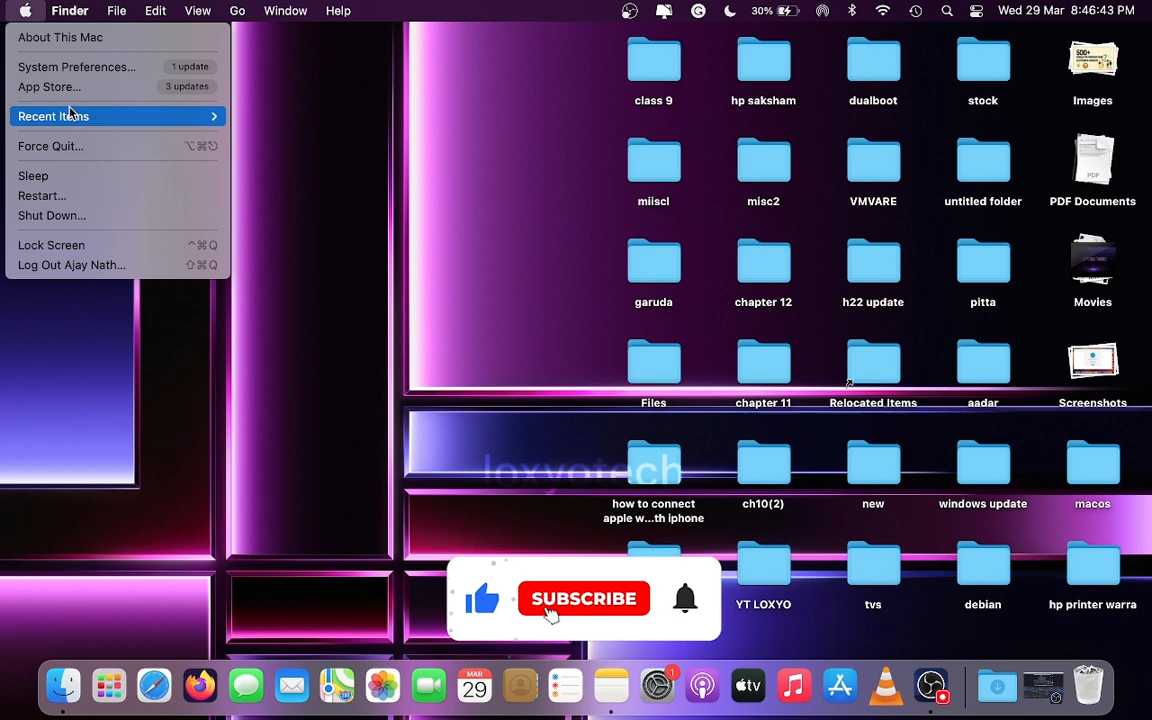 Finder File Edit View Go Window Help 30% Wed 29 Mar 8:46:43 PM
About This Mac
System Preferences... 1 update
App Store... 3 updates
Recent Items
Force Quit... ⌥⌘⎋
Sleep
Restart...
Shut Down...
Lock Screen ^⌘Q
Log Out Ajay Nath... ⇧⌘Q
class 9 hp saksham dualboot stock Images
PDF
miiscl misc2 VMVARE untitled folder PDF Documents
garuda chapter 12 h22 update pitta Movies
Files chapter 11 Relocated Items aadar Screenshots
loxyotech
how to connect ch10(2) new windows update macos
apple w...th iphone
SUBSCRIBE
YT LOXYO tvs debian hp printer warra
MAR
29
1
tv